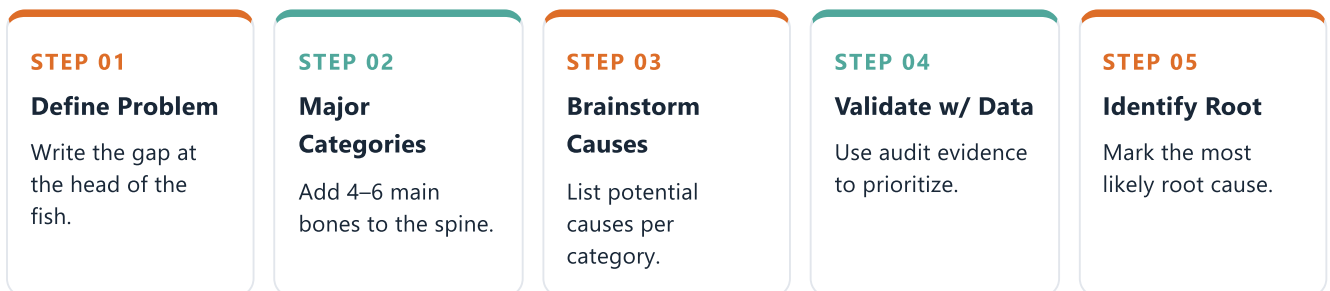 STEP 01
Define Problem
Write the gap at
the head of the
fish.
STEP 02
Major
Categories
Add 4–6 main
bones to the spine.
STEP 03
Brainstorm
Causes
List potential
causes per
category.
STEP 04
Validate w/ Data
Use audit evidence
to prioritize.
STEP 05
Identify Root
Mark the most
likely root cause.